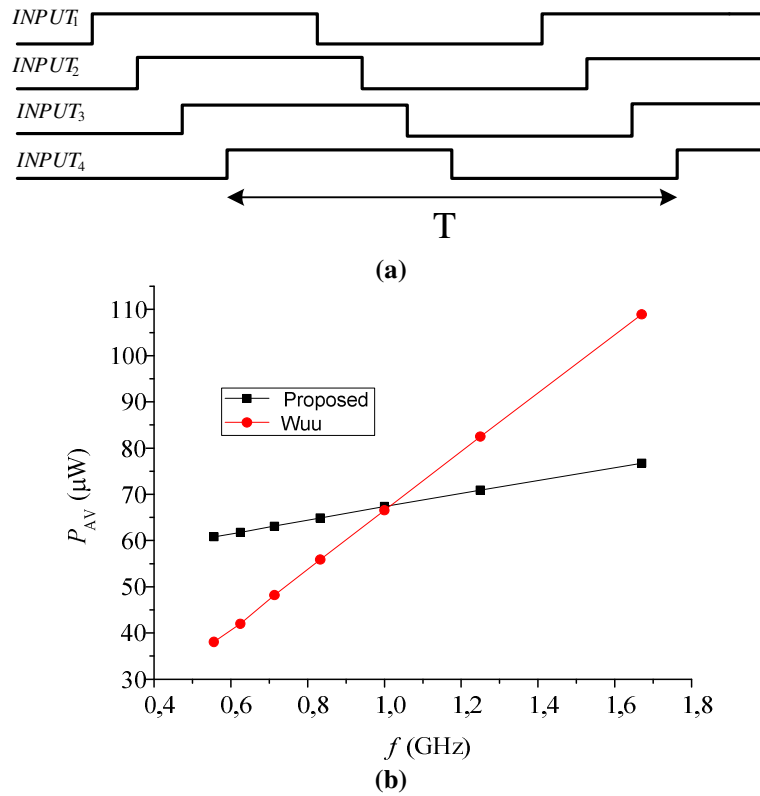 INPUT₁
INPUT₂
INPUT₃
INPUT₄
T
(a)
110
100
90
80
70
60
50
40
30
P_AV (μW)
Proposed
Wuu
0,4 0,6 0,8 1,0 1,2 1,4 1,6 1,8
f (GHz)
(b)